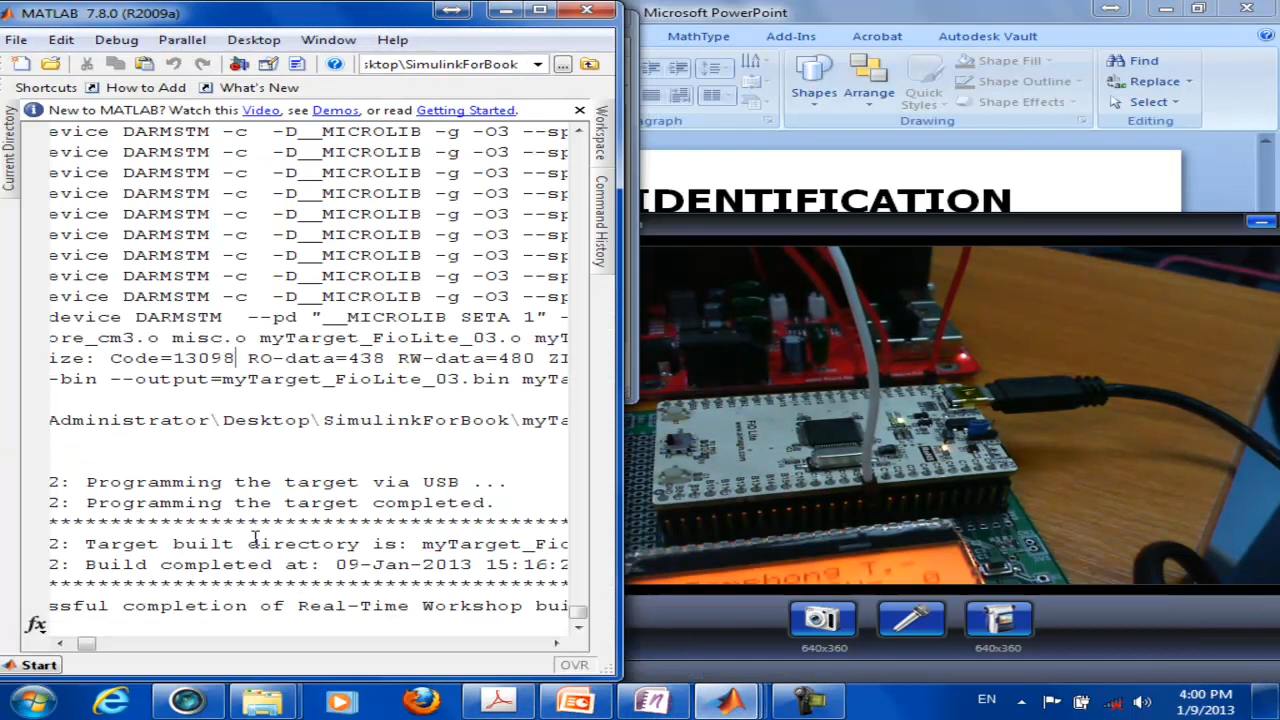 MATLAB 7.8.0 (R2009a)
File Edit Debug Parallel Desktop Window Help
sktop\SimulinkForBook
Shortcuts How to Add What's New
New to MATLAB? Watch this Video, see Demos, or read Getting Started.
Current Directory
Workspace
Command History
evice DARMSTM -c -D__MICROLIB -g -O3 --sp
evice DARMSTM -c -D__MICROLIB -g -O3 --sp
evice DARMSTM -c -D__MICROLIB -g -O3 --sp
evice DARMSTM -c -D__MICROLIB -g -O3 --sp
evice DARMSTM -c -D__MICROLIB -g -O3 --sp
evice DARMSTM -c -D__MICROLIB -g -O3 --sp
evice DARMSTM -c -D__MICROLIB -g -O3 --sp
evice DARMSTM -c -D__MICROLIB -g -O3 --sp
evice DARMSTM -c -D__MICROLIB -g -O3 --sp
device DARMSTM --pd "__MICROLIB SETA 1" -
ore_cm3.o misc.o myTarget_FioLite_03.o myT
ize: Code=13098 RO-data=438 RW-data=480 ZI
-bin --output=myTarget_FioLite_03.bin myTa
Administrator\Desktop\SimulinkForBook\myTa
2: Programming the target via USB ...
2: Programming the target completed.
******************************************
2: Target built directory is: myTarget_Fio
2: Build completed at: 09-Jan-2013 15:16:2
******************************************
ssful completion of Real-Time Workshop bui
fx
Start
OVR
Microsoft PowerPoint
MathType Add-Ins Acrobat Autodesk Vault
Shapes Arrange Quick Styles
Shape Fill
Shape Outline
Shape Effects
Find
Replace
Select
agraph Drawing Editing
IDENTIFICATION
FiO Lite
640x360
640x360
EN
4:00 PM
1/9/2013